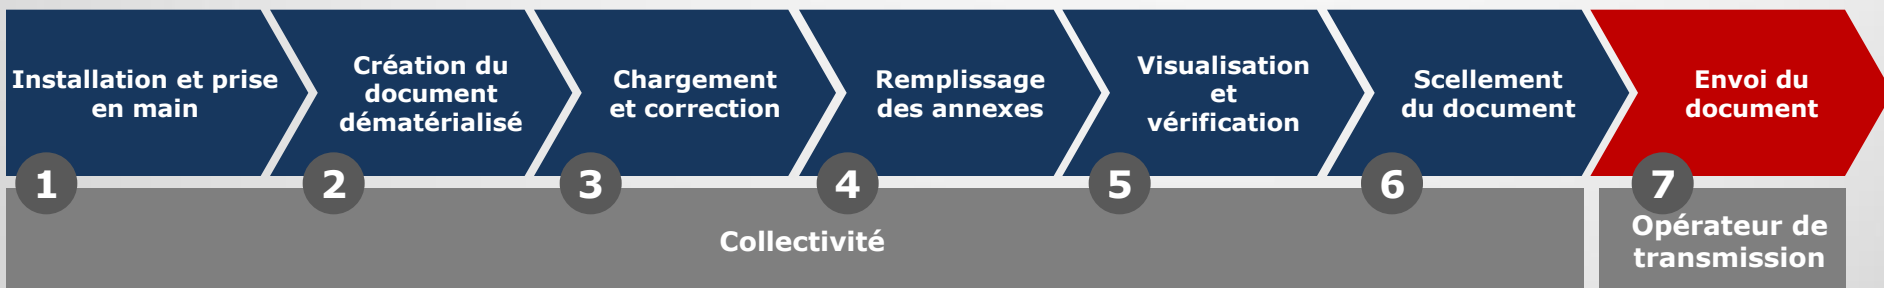 Installation et prise
en main
Création du
document
dématérialisé
Chargement
et correction
Remplissage
des annexes
Visualisation
et
vérification
Scellement
du document
Envoi du
document
1
2
3
4
5
6
7
Collectivité
Opérateur de
transmission